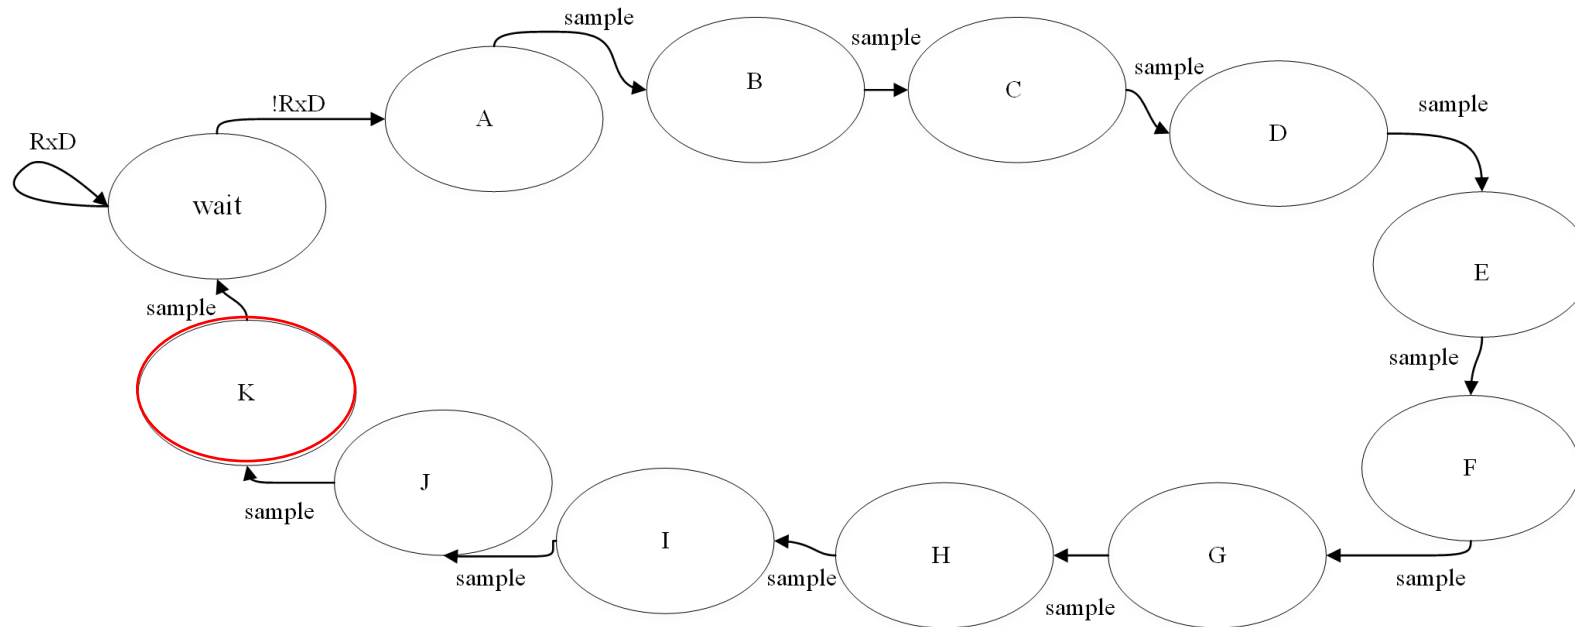 sample
sample
sample
sample
!RxD
RxD
A
B
C
D
wait
E
sample
sample
K
J
F
sample
I
H
G
sample
sample
sample
sample